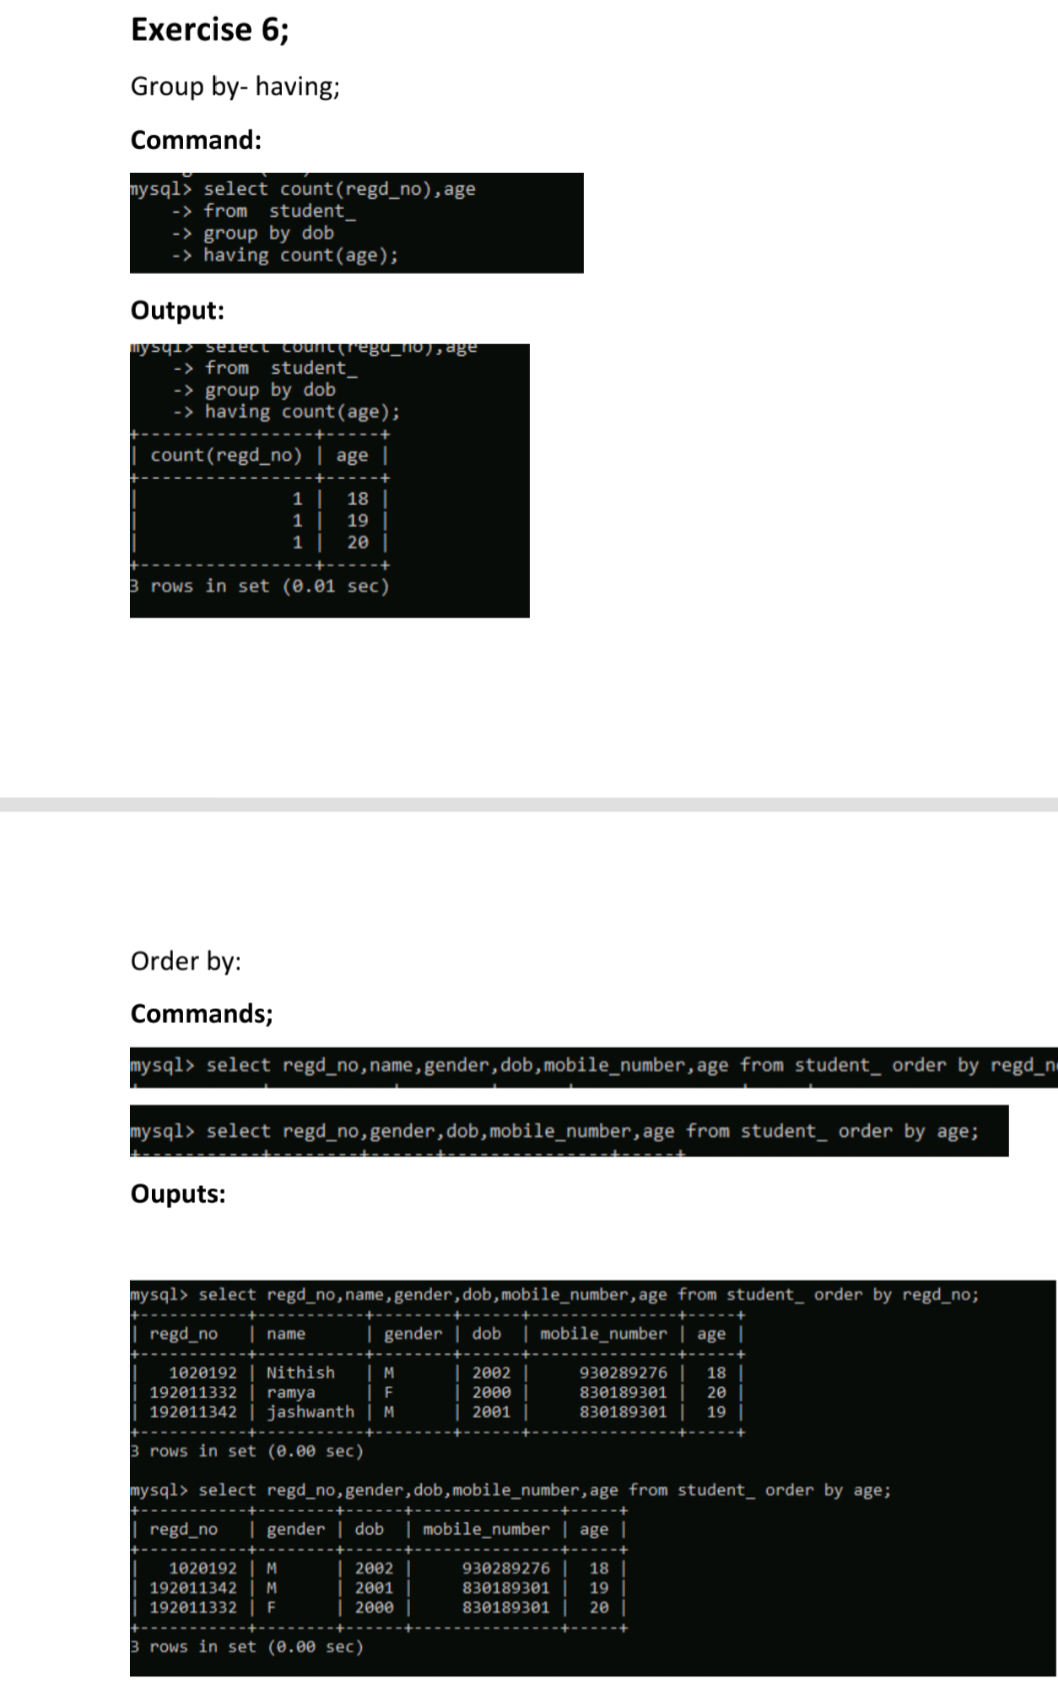 Exercise 6;
Group by- having;
Command:
mysql> select count(regd_no),age
-> from  student_
-> group by dob
-> having count(age);
Output:
mysql> select count(regd_no),age
-> from  student_
-> group by dob
-> having count(age);
+----------------+-----+
| count(regd_no) | age |
+----------------+-----+
|              1 |  18 |
|              1 |  19 |
|              1 |  20 |
+----------------+-----+
3 rows in set (0.01 sec)
Order by:
Commands;
mysql> select regd_no,name,gender,dob,mobile_number,age from student_ order by regd_n
mysql> select regd_no,gender,dob,mobile_number,age from student_ order by age;
Ouputs:
mysql> select regd_no,name,gender,dob,mobile_number,age from student_ order by regd_no;
+-----------+-----------+--------+------+---------------+-----+
| regd_no   | name      | gender | dob  | mobile_number | age |
+-----------+-----------+--------+------+---------------+-----+
|   1020192 | Nithish   | M      | 2002 |     930289276 |  18 |
| 192011332 | ramya     | F      | 2000 |     830189301 |  20 |
| 192011342 | jashwanth | M      | 2001 |     830189301 |  19 |
+-----------+-----------+--------+------+---------------+-----+
3 rows in set (0.00 sec)
mysql> select regd_no,gender,dob,mobile_number,age from student_ order by age;
+-----------+--------+------+---------------+-----+
| regd_no   | gender | dob  | mobile_number | age |
+-----------+--------+------+---------------+-----+
|   1020192 | M      | 2002 |     930289276 |  18 |
| 192011342 | M      | 2001 |     830189301 |  19 |
| 192011332 | F      | 2000 |     830189301 |  20 |
+-----------+--------+------+---------------+-----+
3 rows in set (0.00 sec)